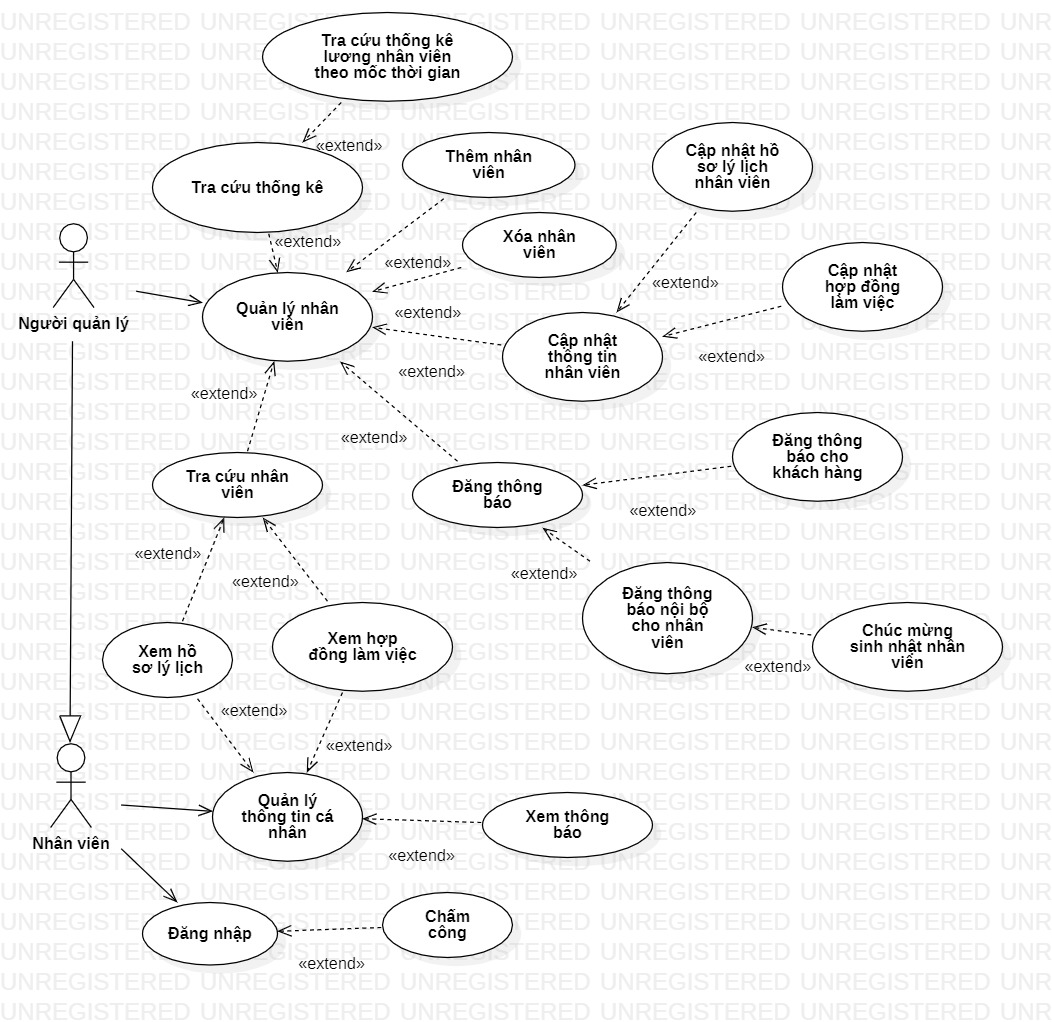 Tra cứu thống kê
lương nhân viên
theo mốc thời gian
«extend»
Tra cứu thống kê
Thêm nhân
viên
Cập nhật hồ
sơ lý lịch
nhân viên
«extend»
Xóa nhân
viên
«extend»
Cập nhật
hợp đồng
làm việc
«extend»
Quản lý nhân
viên
«extend»
Người quản lý
Cập nhật
thông tin
nhân viên
«extend»
«extend»
«extend»
«extend»
Đăng thông
báo cho
khách hàng
Tra cứu nhân
viên
Đăng thông
báo
«extend»
«extend»
«extend»
«extend»
Đăng thông
báo nội bộ
cho nhân
viên
Chúc mừng
sinh nhật nhân
viên
«extend»
Xem hồ
sơ lý lịch
Xem hợp
đồng làm việc
«extend»
«extend»
Nhân viên
Quản lý
thông tin cá
nhân
Xem thông
báo
«extend»
Đăng nhập
Chấm
công
«extend»
UNREGISTERED